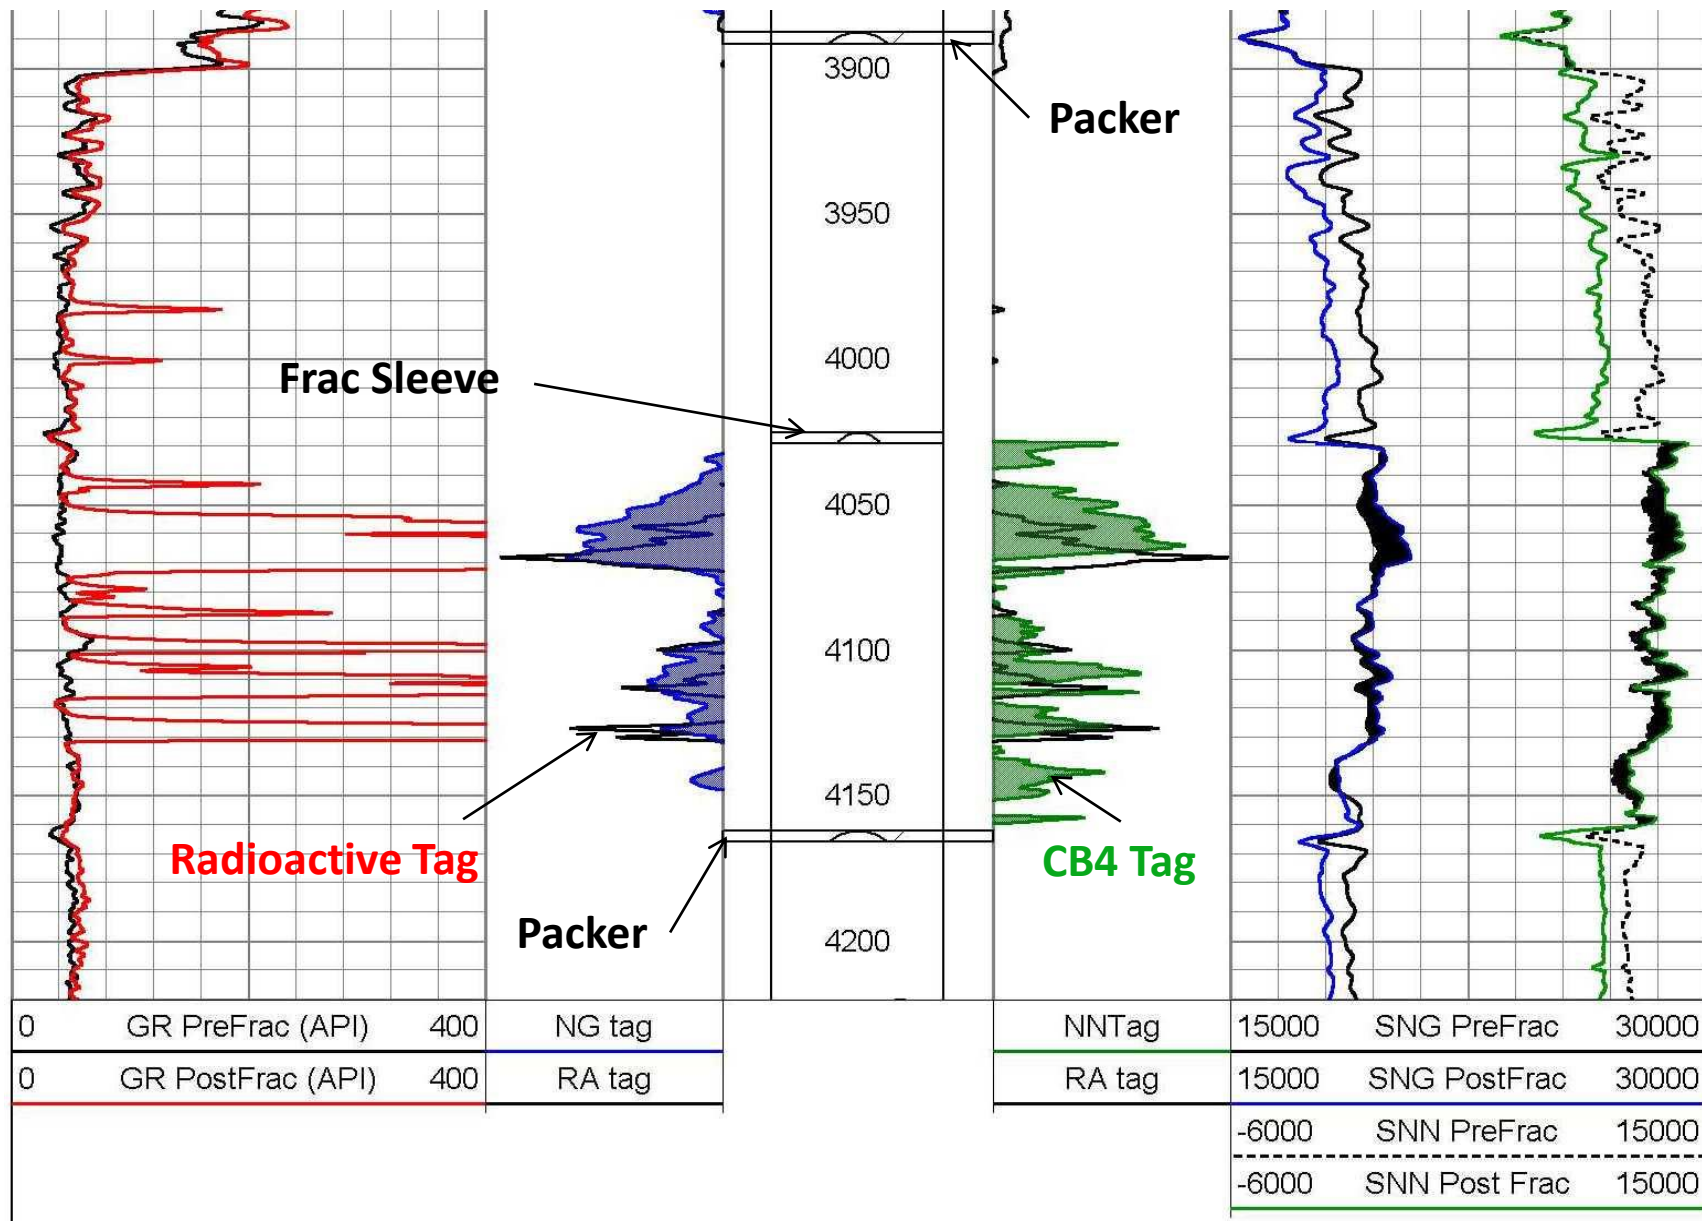 3900
Packer
3950
4000
Frac Sleeve
4050
4100
4150
Radioactive Tag
CB4 Tag
Packer
4200
0 GR PreFrac (API) 400 NG tag NNTag 15000 SNG PreFrac 30000
0 GR PostFrac (API) 400 RA tag RA tag 15000 SNG PostFrac 30000
-6000 SNN PreFrac 15000
-6000 SNN Post Frac 15000